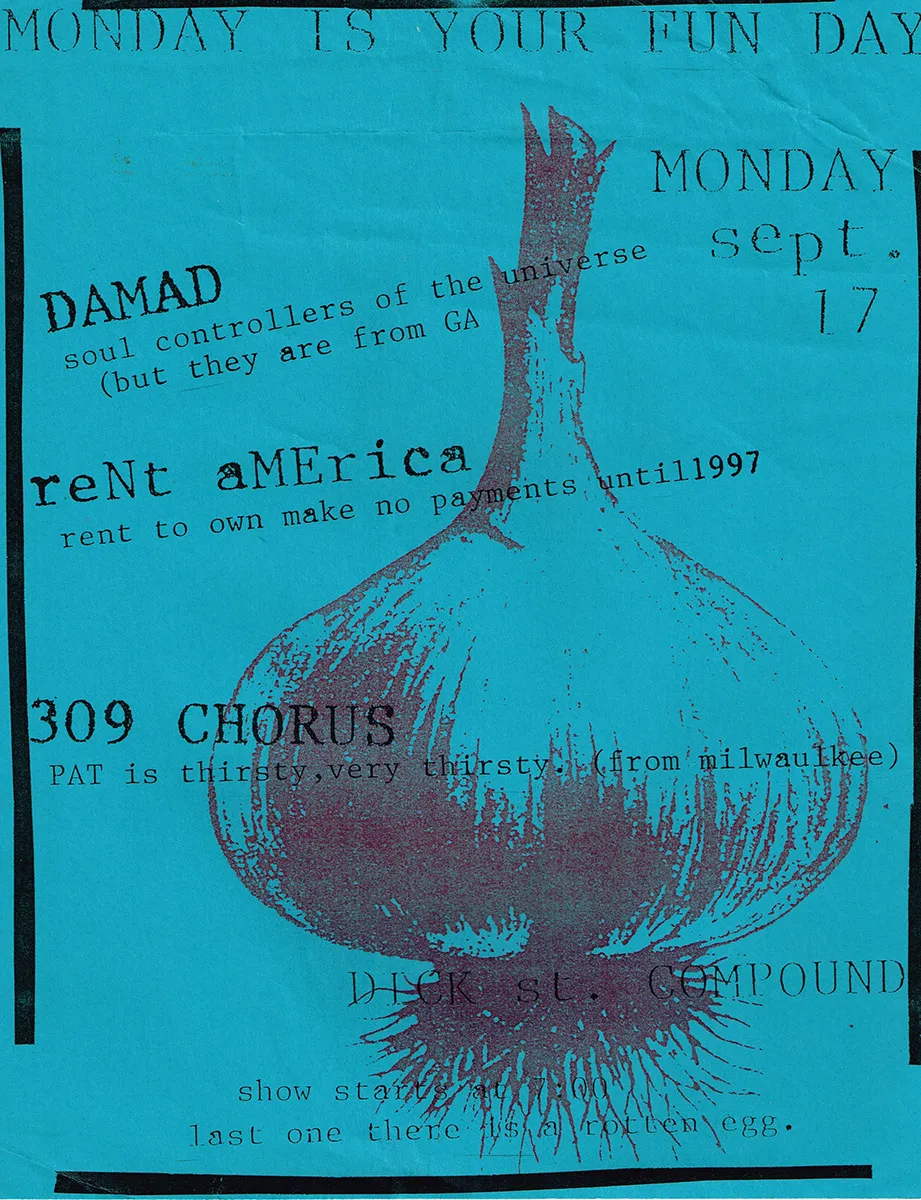 MONDAY IS YOUR FUN DAY
MONDAY
sept.
17
DAMAD
soul controllers of the universe
(but they are from GA
reNt aMErica
rent to own make no payments until1997
309 CHORUS
PAT is thirsty,very thirsty. (from milwaulkee)
DICK st. COMPOUND
show starts at 7:00
last one there is a rotten egg.